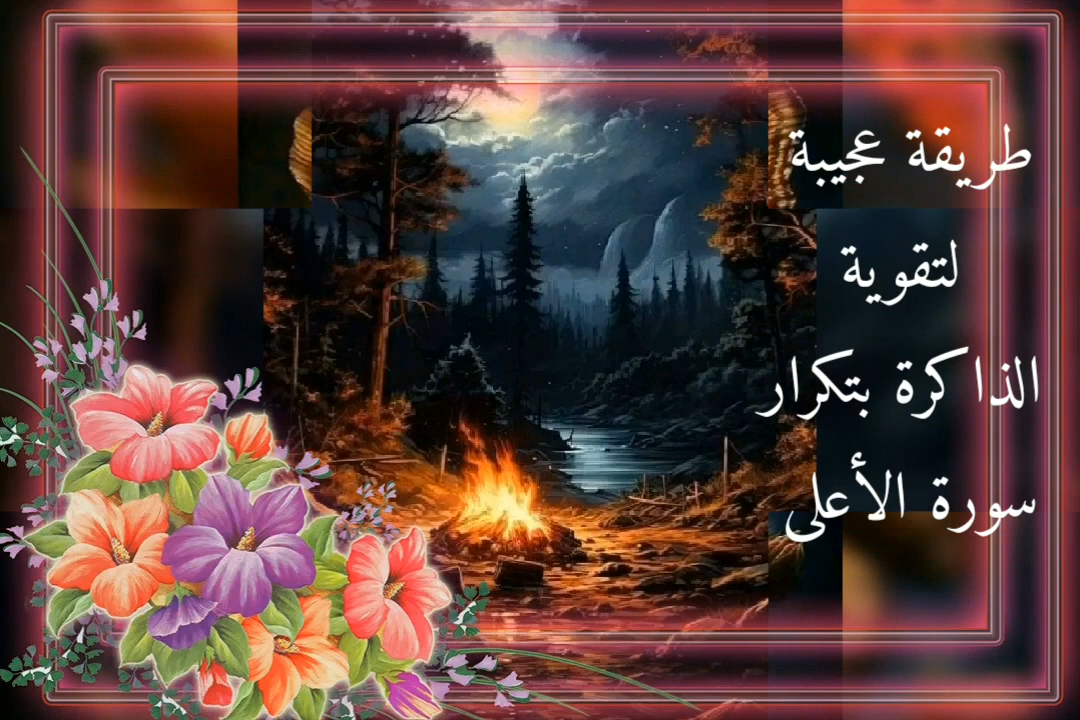 طريقة عجيبة
لتقوية
الذاكرة بتكرار
سورة الأعلى